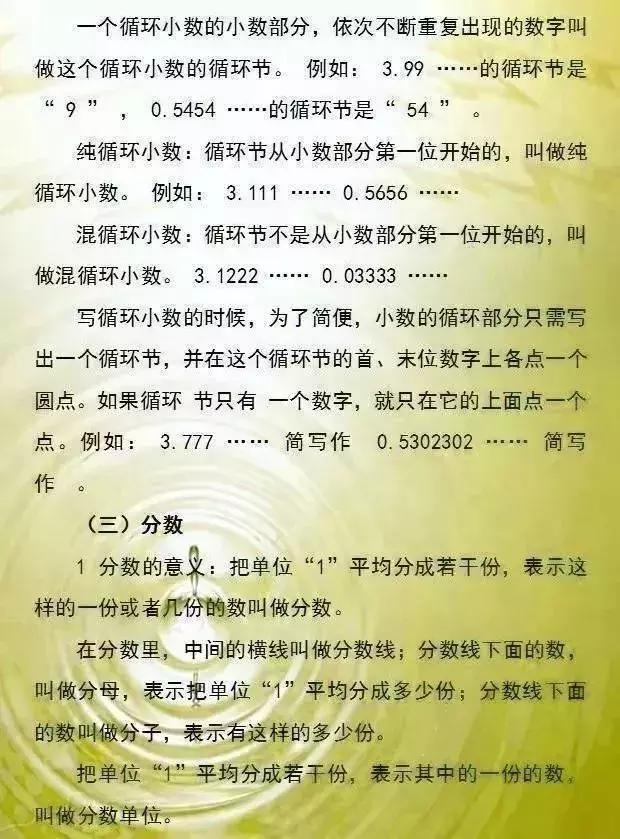 一个循环小数的小数部分，依次不断重复出现的数字叫
做这个循环小数的循环节。 例如： 3.99 ……的循环节是
“ 9 ” ， 0.5454 ……的循环节是“ 54 ” 。
纯循环小数：循环节从小数部分第一位开始的，叫做纯
循环小数。 例如： 3.111 …… 0.5656 ……
混循环小数：循环节不是从小数部分第一位开始的，叫
做混循环小数。 3.1222 …… 0.03333 ……
写循环小数的时候，为了简便，小数的循环部分只需写
出一个循环节，并在这个循环节的首、末位数字上各点一个
圆点。如果循环 节只有 一个数字，就只在它的上面点一个
点。例如： 3.777 …… 简写作 0.5302302 …… 简写
作 。
（三）分数
1 分数的意义：把单位“1”平均分成若干份，表示这
样的一份或者几份的数叫做分数。
在分数里，中间的横线叫做分数线；分数线下面的数，
叫做分母，表示把单位“1”平均分成多少份；分数线下面
的数叫做分子，表示有这样的多少份。
把单位“1”平均分成若干份，表示其中的一份的数，
叫做分数单位。